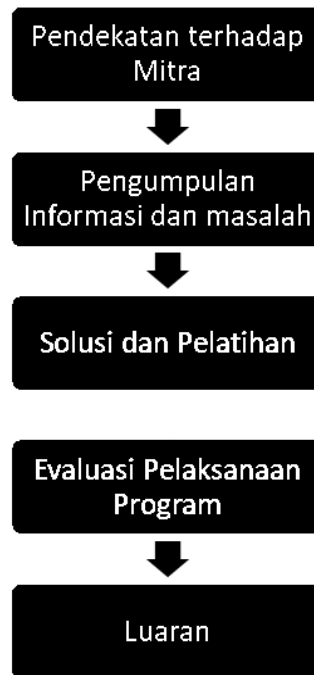 Pendekatan terhadap
Mitra
Pengumpulan
Informasi dan masalah
Solusi dan Pelatihan
Evaluasi Pelaksanaan
Program
Luaran